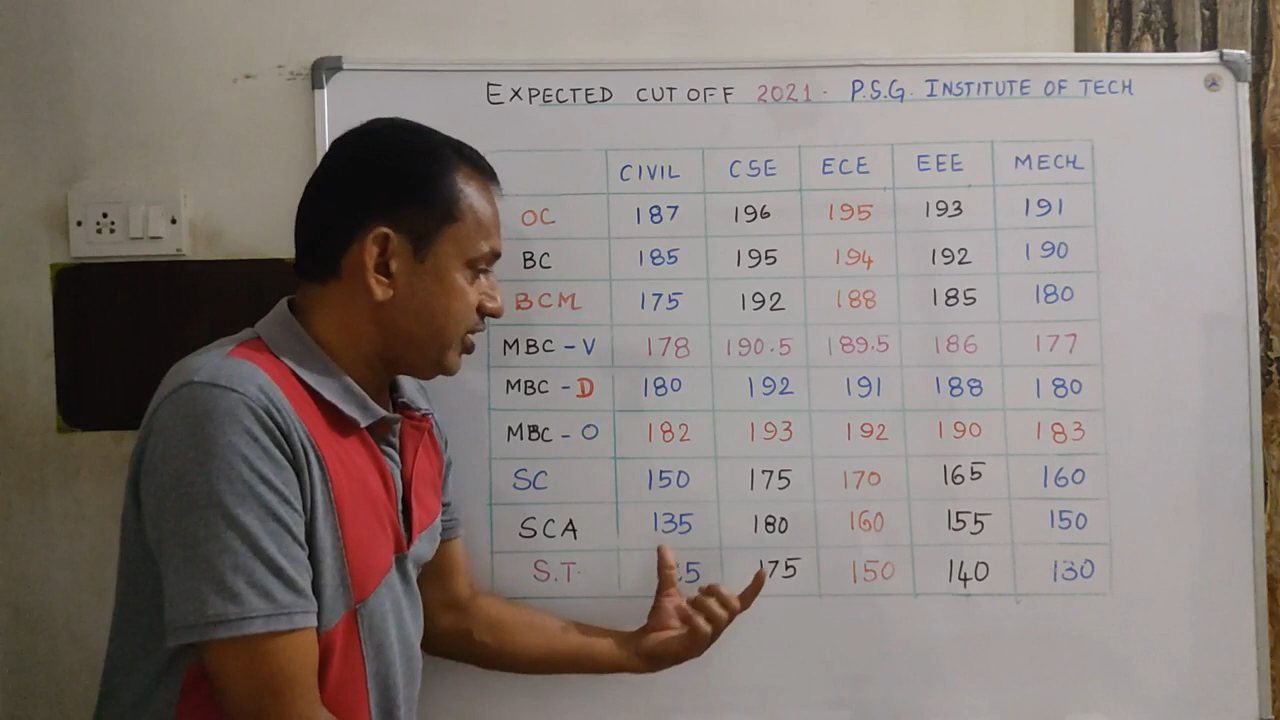 EXPECTED CUT OFF 2021 - P.S.G. INSTITUTE OF TECH
CIVIL CSE ECE EEE MECH
OC 187 196 195 193 191
BC 185 195 194 192 190
BCM 175 192 188 185 180
MBC - V 178 190.5 189.5 186 177
MBC - D 180 192 191 188 180
MBC - O 182 193 192 190 183
SC 150 175 170 165 160
SCA 135 180 160 155 150
S.T. 175 150 140 130